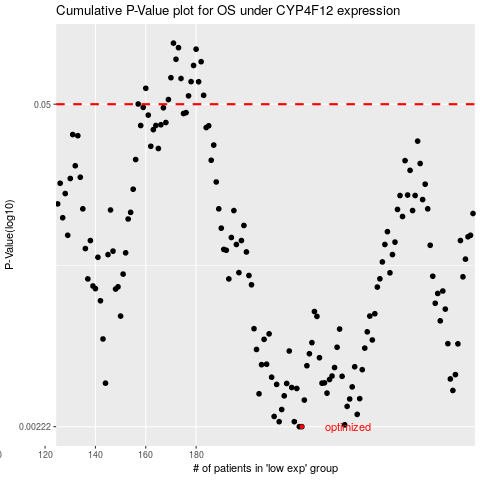 Cumulative P-Value plot for OS under CYP4F12 expression
0.05
P-Value(log10)
0.00222
optimized
0 120 140 160 180
# of patients in 'low exp' group